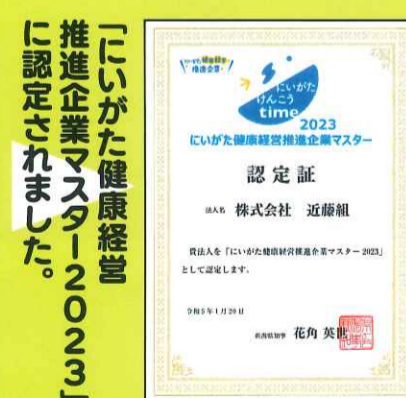 「にいがた健康経営
推進企業マスター2023」
に認定されました。
にいがた健康経営
推進企業
にいがた
けんこう
time
2023
にいがた健康経営推進企業マスター
認定証
法人名 株式会社 近藤組
貴法人を「にいがた健康経営推進企業マスター2023」
として認定します。
令和5年1月20日
新潟県知事 花角 英世